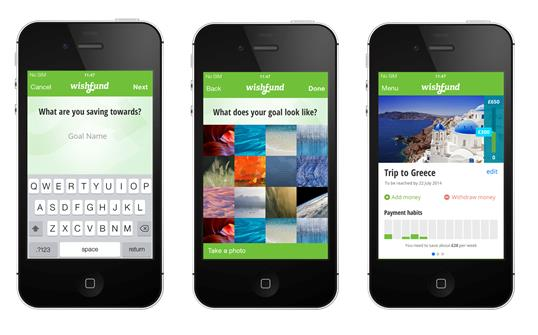 No SIM
11:47
Cancel
wishfund
Next
What are you saving towards?
Goal Name
Q W E R T Y U I O P
A S D F G H J K L
Z X C V B N M
.?123
space
return
No SIM
11:47
Back
wishfund
Done
What does your goal look like?
Take a photo
No SIM
11:47
Menu
wishfund
£650
£300
0
Trip to Greece
edit
To be reached by 22 July 2014
Add money
Withdraw money
Payment habits
You need to save about £28 per week.